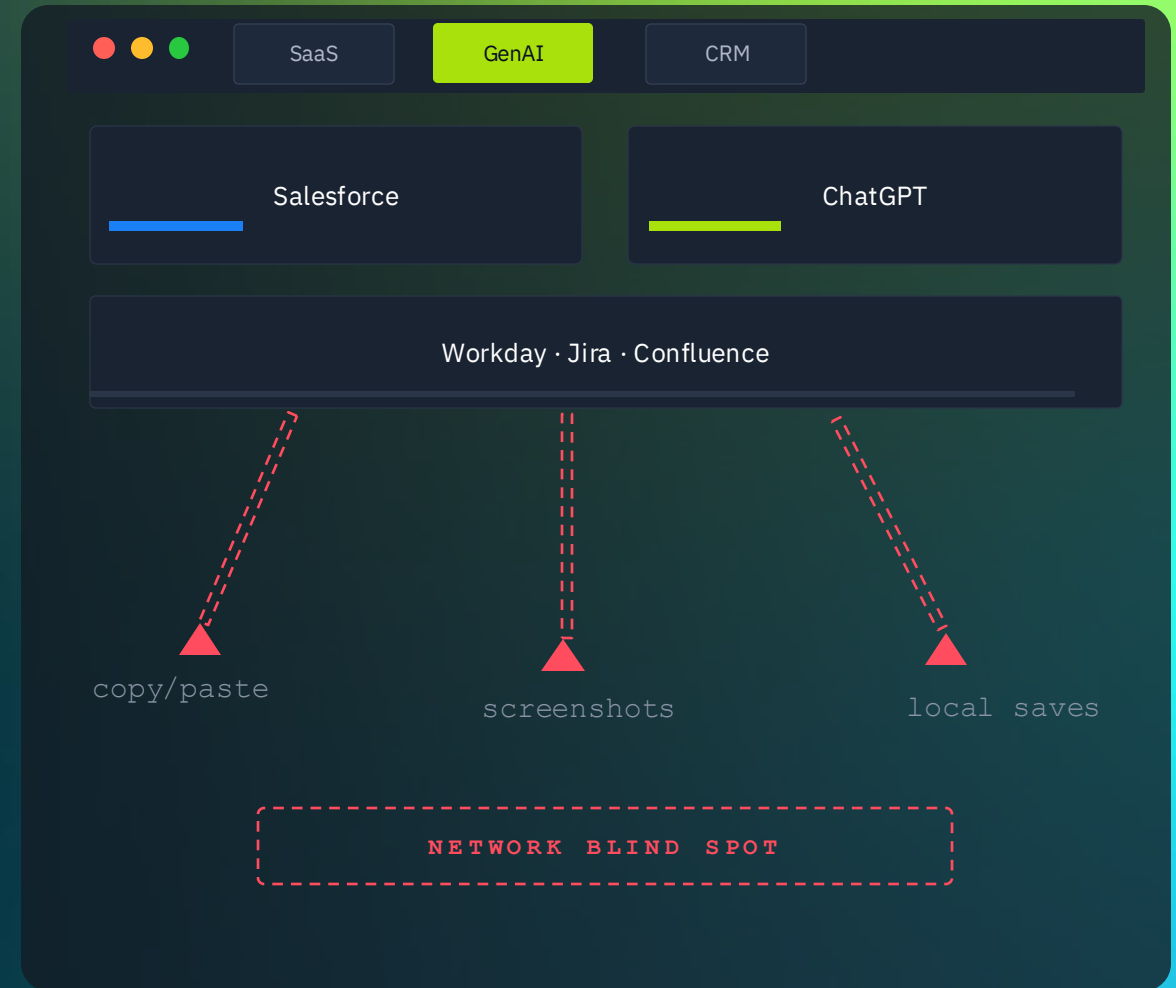 SaaS GenAI CRM
Salesforce
ChatGPT
Workday · Jira · Confluence
copy/paste
screenshots
local saves
NETWORK BLIND SPOT